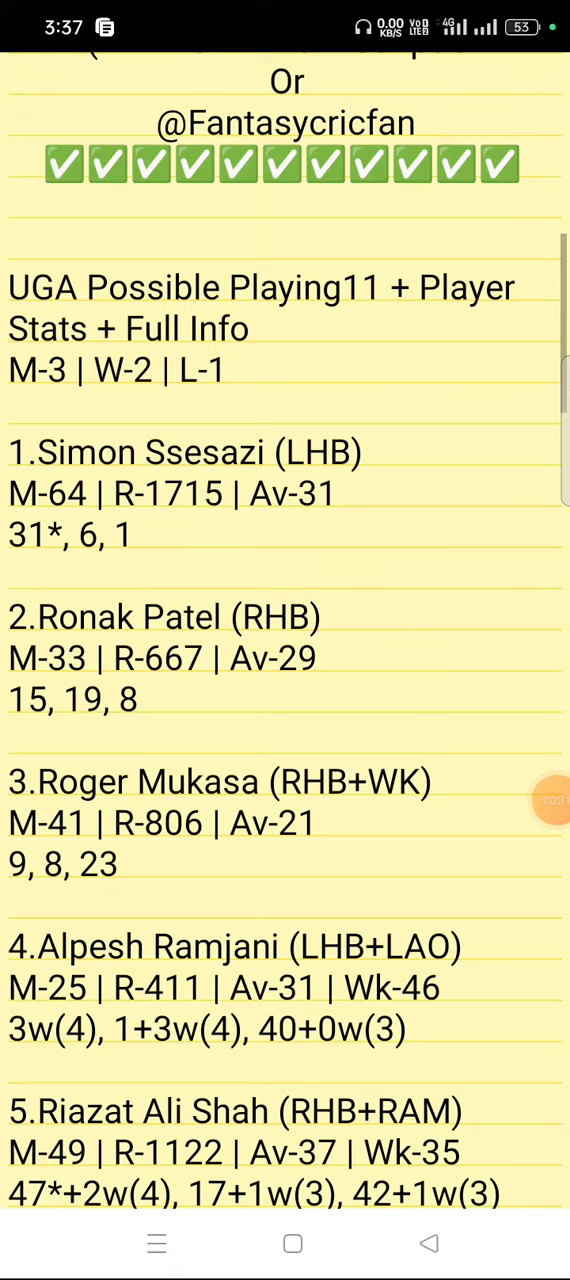 3:37
0.00 KB/S
4G
53
Or
@Fantasycricfan
✅✅✅✅✅✅✅✅✅✅✅
UGA Possible Playing11 + Player
Stats + Full Info
M-3 | W-2 | L-1
1.Simon Ssesazi (LHB)
M-64 | R-1715 | Av-31
31*, 6, 1
2.Ronak Patel (RHB)
M-33 | R-667 | Av-29
15, 19, 8
3.Roger Mukasa (RHB+WK)
M-41 | R-806 | Av-21
9, 8, 23
4.Alpesh Ramjani (LHB+LAO)
M-25 | R-411 | Av-31 | Wk-46
3w(4), 1+3w(4), 40+0w(3)
5.Riazat Ali Shah (RHB+RAM)
M-49 | R-1122 | Av-37 | Wk-35
47*+2w(4), 17+1w(3), 42+1w(3)